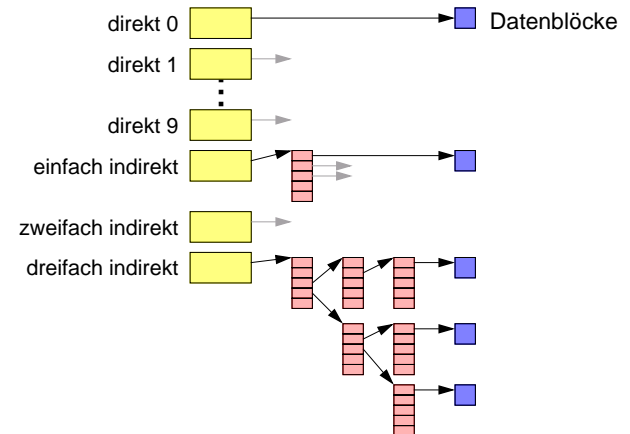 direkt 0
Datenblöcke
direkt 1
direkt 9
einfach indirekt
zweifach indirekt
dreifach indirekt